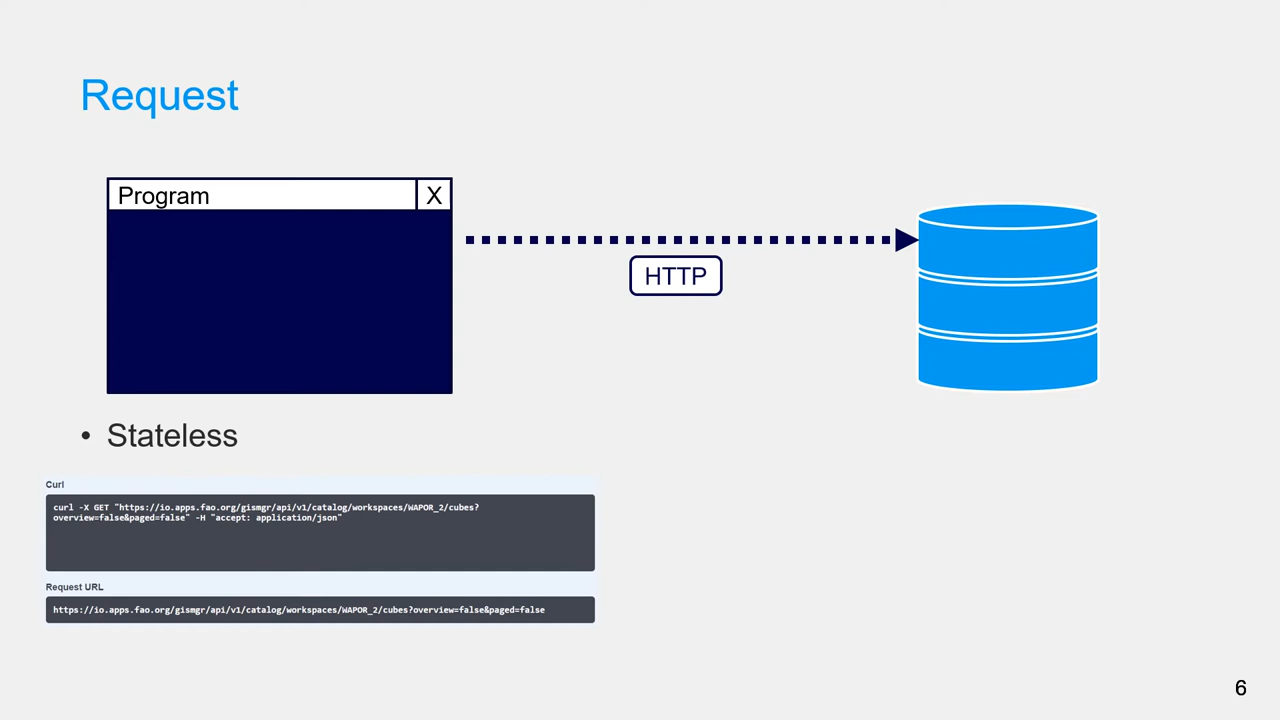 Request
Program
X
HTTP
• Stateless
Curl
curl -X GET "https://io.apps.fao.org/gismgr/api/v1/catalog/workspaces/WAPOR_2/cubes?
overview=false&paged=false" -H "accept: application/json"
Request URL
https://io.apps.fao.org/gismgr/api/v1/catalog/workspaces/WAPOR_2/cubes?overview=false&paged=false
6